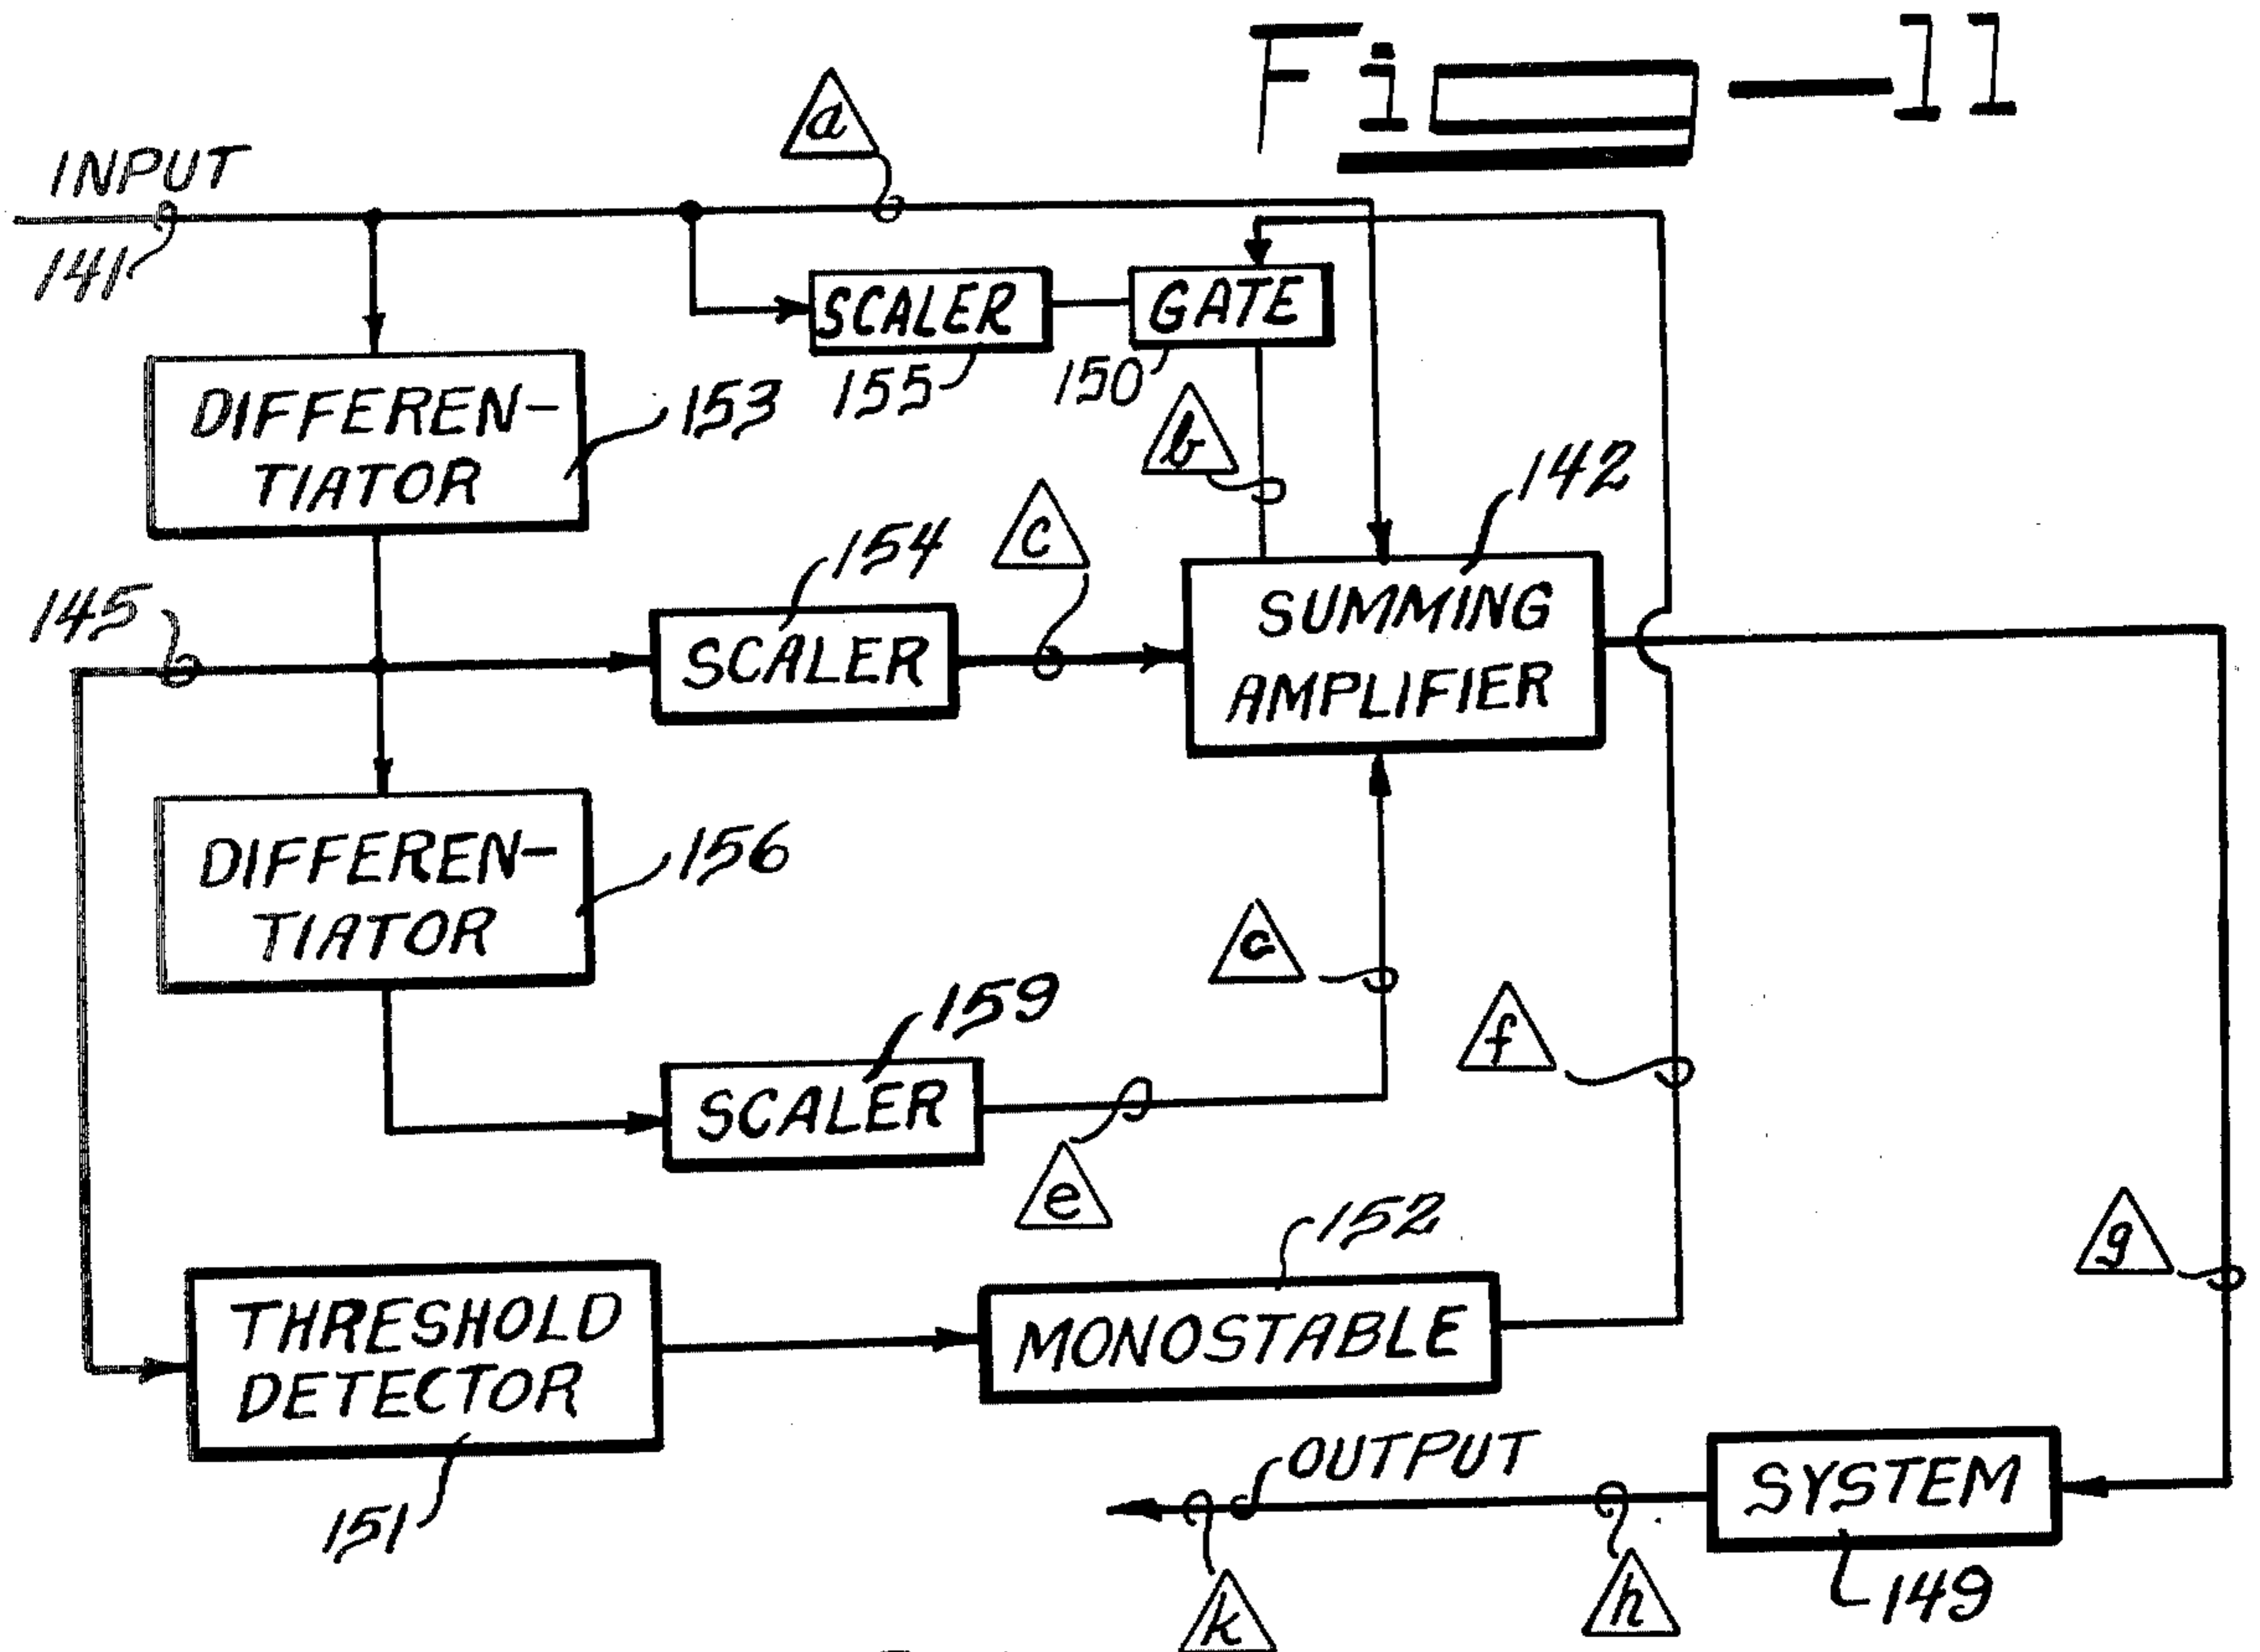 Fig-11
a
INPUT
141
SCALER
GATE
155
150
DIFFEREN-
TIATOR
153
b
142
c
154
145
SCALER
SUMMING
AMPLIFIER
DIFFEREN-
TIATOR
156
c
f
159
SCALER
e
152
g
THRESHOLD
DETECTOR
MONOSTABLE
151
OUTPUT
SYSTEM
k
h
149